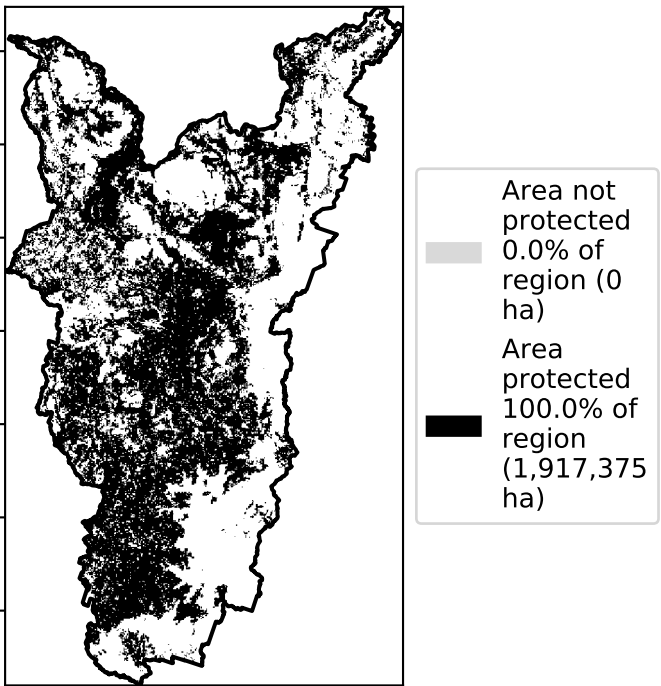 Area not
protected
0.0% of
region (0
ha)
Area
protected
100.0% of
region
(1,917,375
ha)